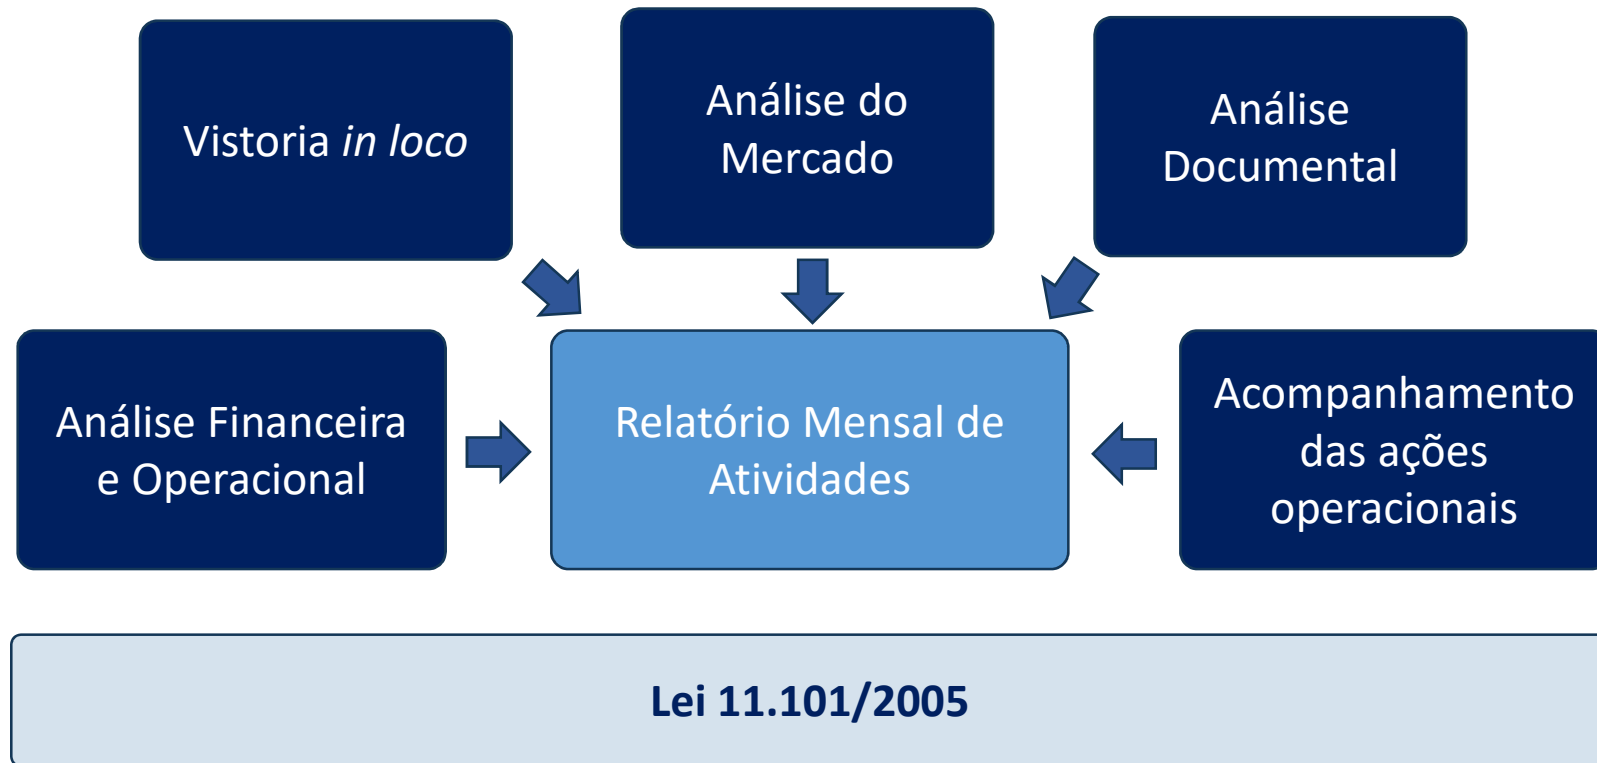 Vistoria in loco
Análise do
Mercado
Análise
Documental
Análise Financeira
e Operacional
Relatório Mensal de
Atividades
Acompanhamento
das ações
operacionais
Lei 11.101/2005